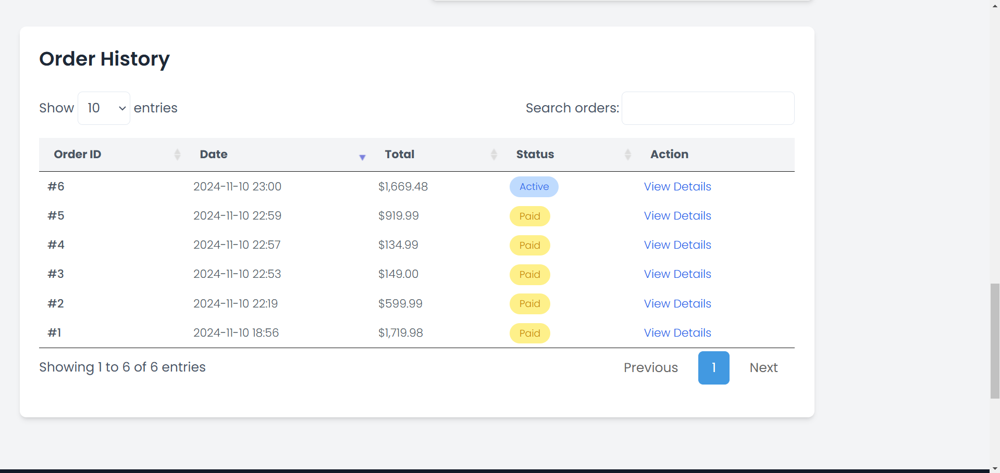 Order History
Show 10 entries Search orders:
Order ID Date Total Status Action
#6 2024-11-10 23:00 $1,669.48 Active View Details
#5 2024-11-10 22:59 $919.99 Paid View Details
#4 2024-11-10 22:57 $134.99 Paid View Details
#3 2024-11-10 22:53 $149.00 Paid View Details
#2 2024-11-10 22:19 $599.99 Paid View Details
#1 2024-11-10 18:56 $1,719.98 Paid View Details
Showing 1 to 6 of 6 entries Previous 1 Next